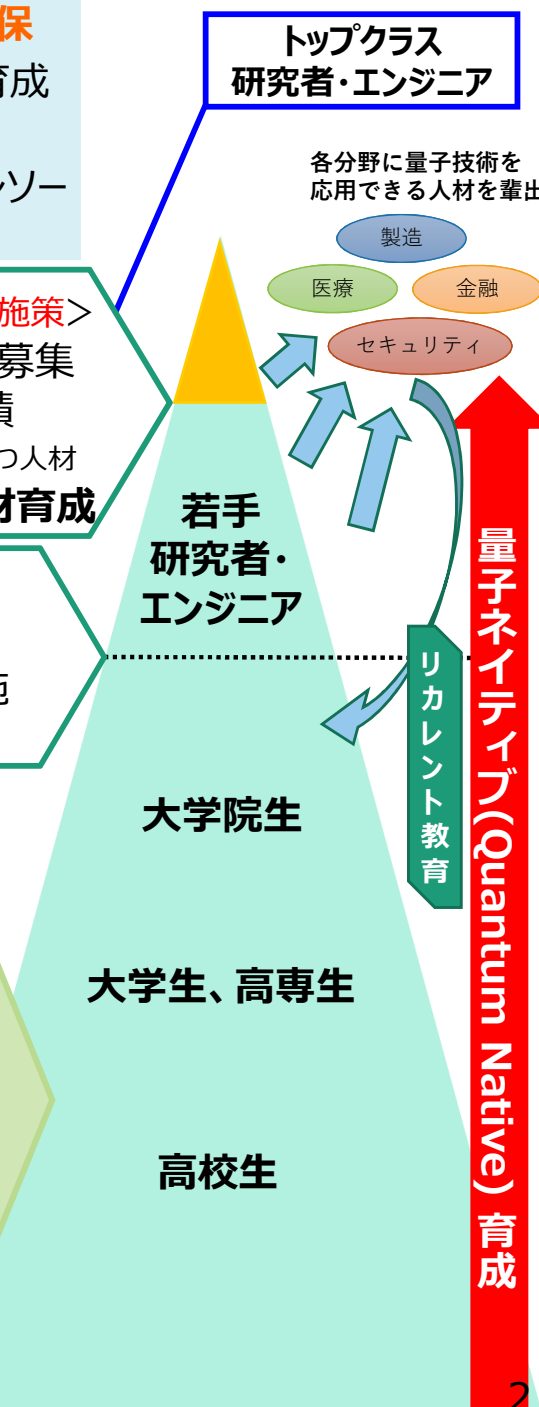 保
育成
ソー
トップクラス
研究者・エンジニア
各分野に量子技術を
応用できる人材を輩出
製造
医療
金融
セキュリティ
施策＞
募集
つ人材
材育成
若手
研究者・
エンジニア
リカレント教育
大学院生
大学生、高専生
高校生
量子ネイティブ(Quantum Native) 育成
2